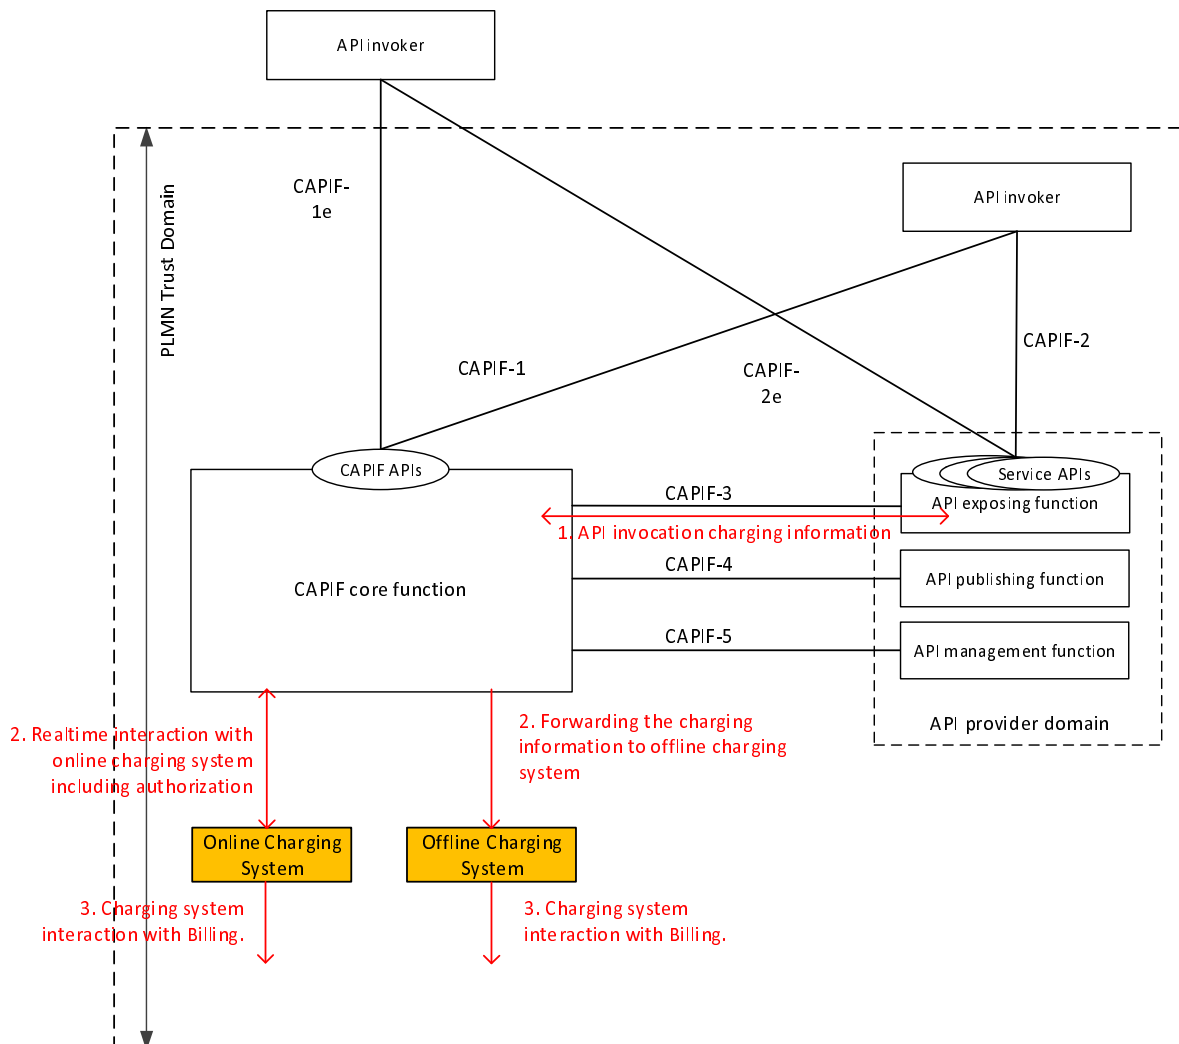 API invoker
CAPIF-
1e
PLMN Trust Domain
API invoker
CAPIF-1
CAPIF-
2e
CAPIF-2
CAPIF APIs
Service APIs
CAPIF-3
API exposing function
1. API invocation charging information
CAPIF-4
API publishing function
CAPIF core function
CAPIF-5
API management function
API provider domain
2. Realtime interaction with
online charging system
including authorization
2. Forwarding the charging
information to offline charging
system
Online Charging
System
Offline Charging
System
3. Charging system
interaction with Billing.
3. Charging system
interaction with Billing.